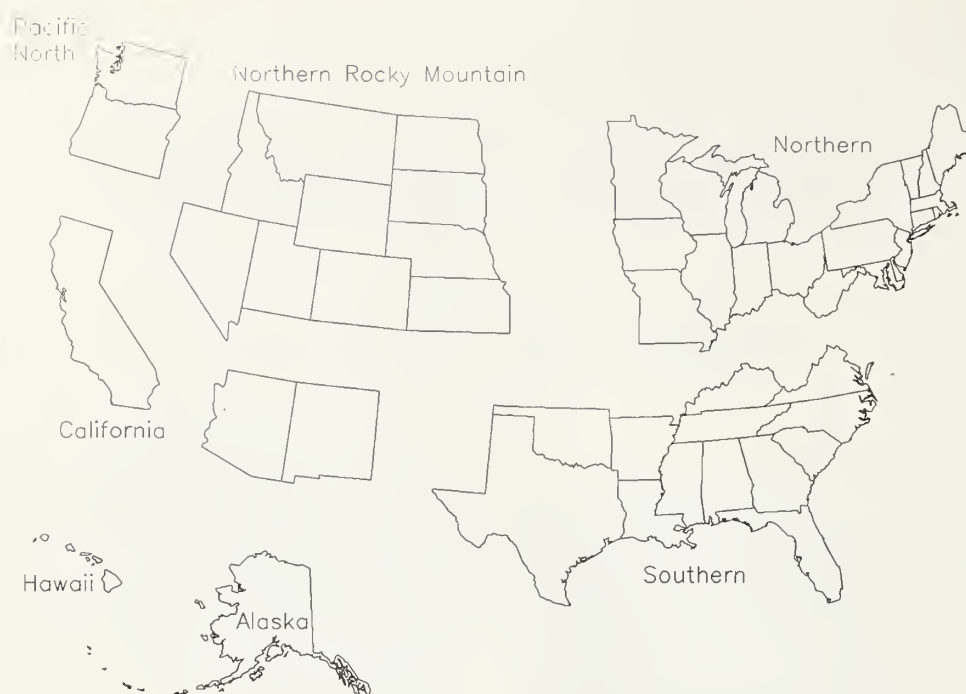 Pacific
North
Northern Rocky Mountain
Northern
California
Southern
Hawaii
Alaska